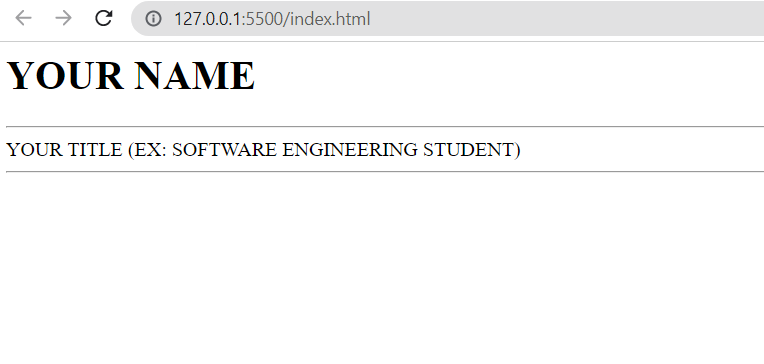 127.0.0.1:5500/index.html
YOUR NAME
YOUR TITLE (EX: SOFTWARE ENGINEERING STUDENT)